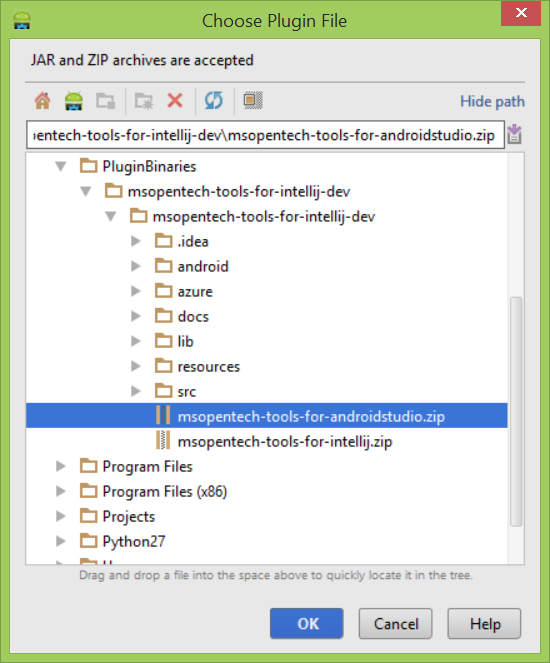 Choose Plugin File
JAR and ZIP archives are accepted
Hide path
pentech-tools-for-intellij-dev\msopentech-tools-for-androidstudio.zip
PluginBinaries
msopentech-tools-for-intellij-dev
msopentech-tools-for-intellij-dev
.idea
android
azure
docs
lib
resources
src
msopentech-tools-for-androidstudio.zip
msopentech-tools-for-intellij.zip
Program Files
Program Files (x86)
Projects
Python27
Drag and drop a file into the space above to quickly locate it in the tree.
OK
Cancel
Help